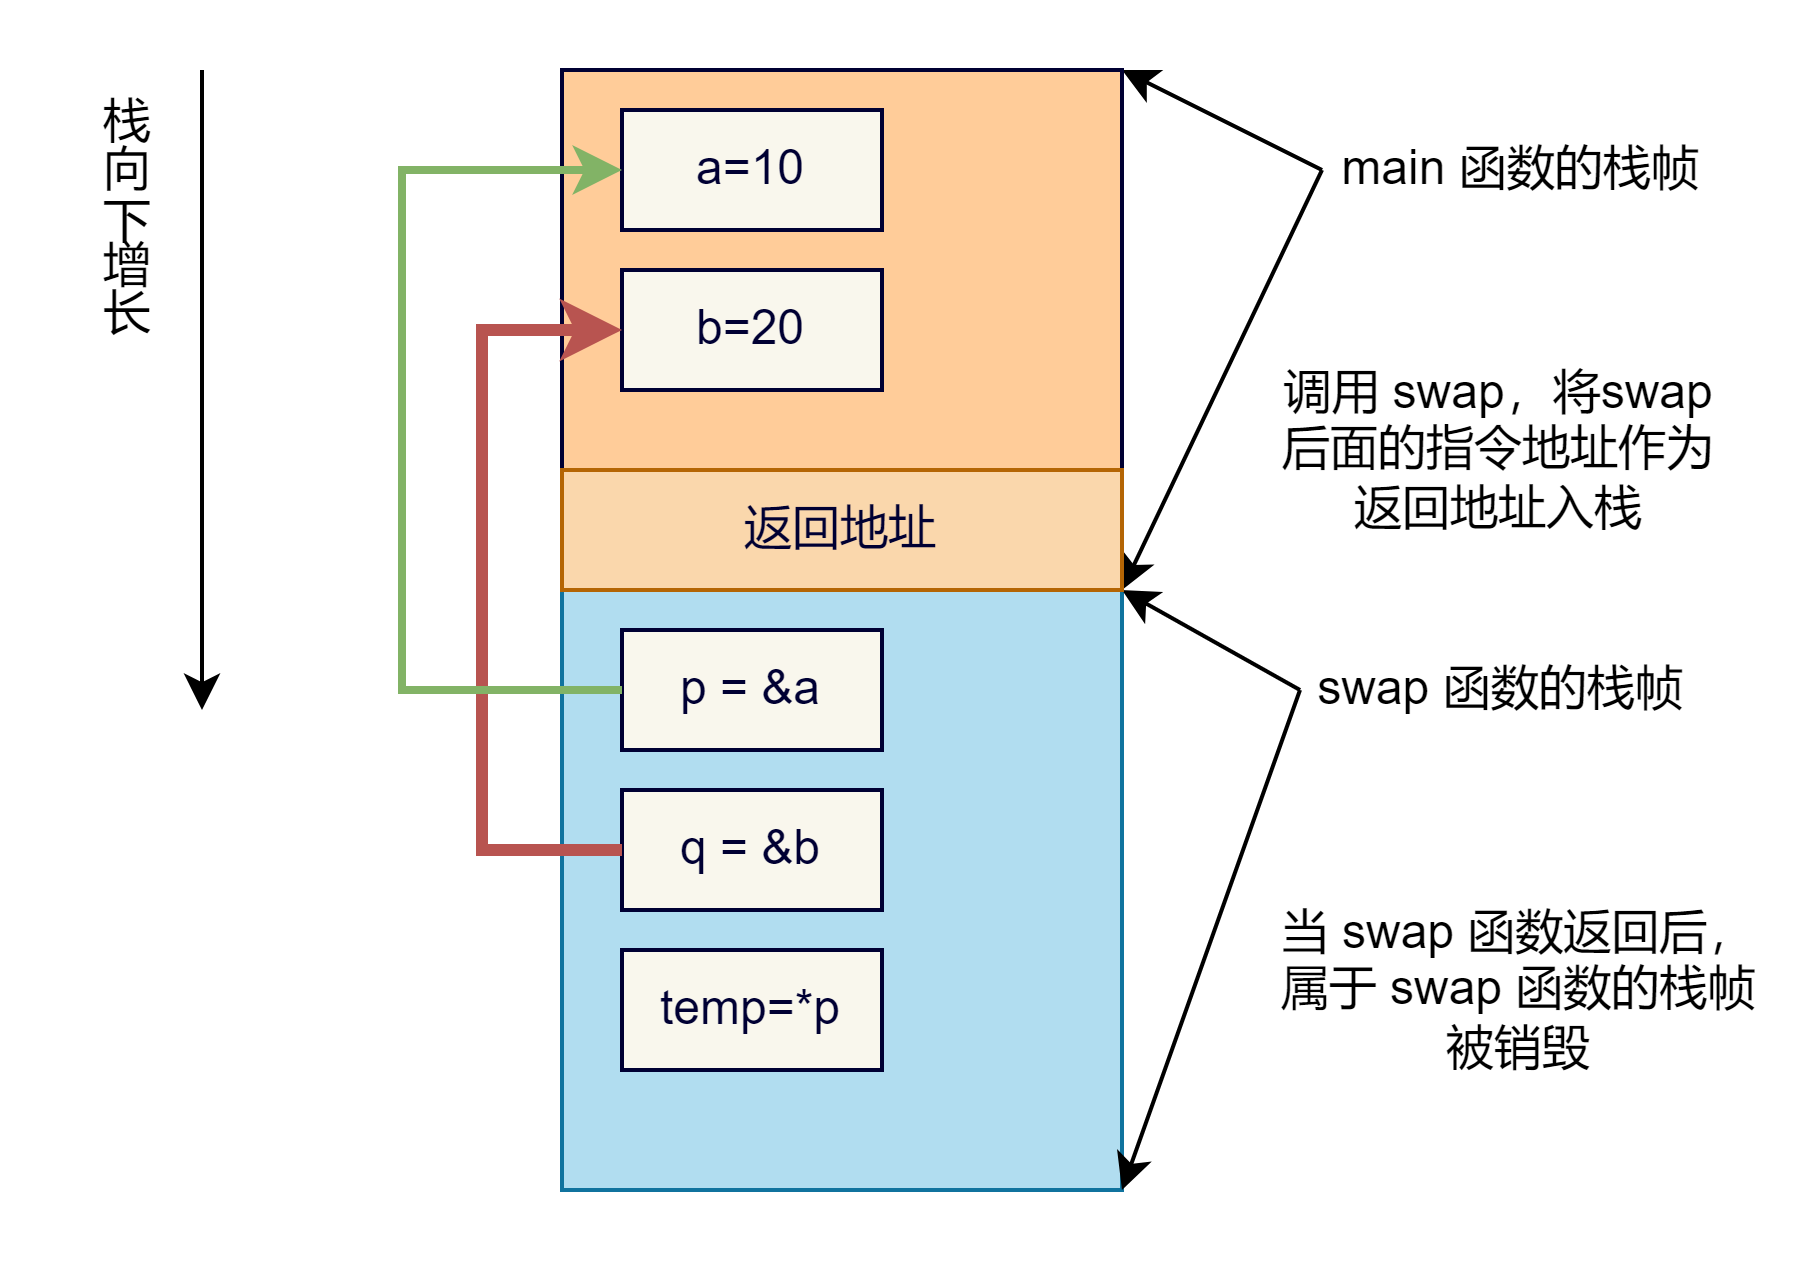 栈向下增长
a=10
b=20
返回地址
p = &a
q = &b
temp=*p
main 函数的栈帧
调用 swap，将swap
后面的指令地址作为
返回地址入栈
swap 函数的栈帧
当 swap 函数返回后，
属于 swap 函数的栈帧
被销毁